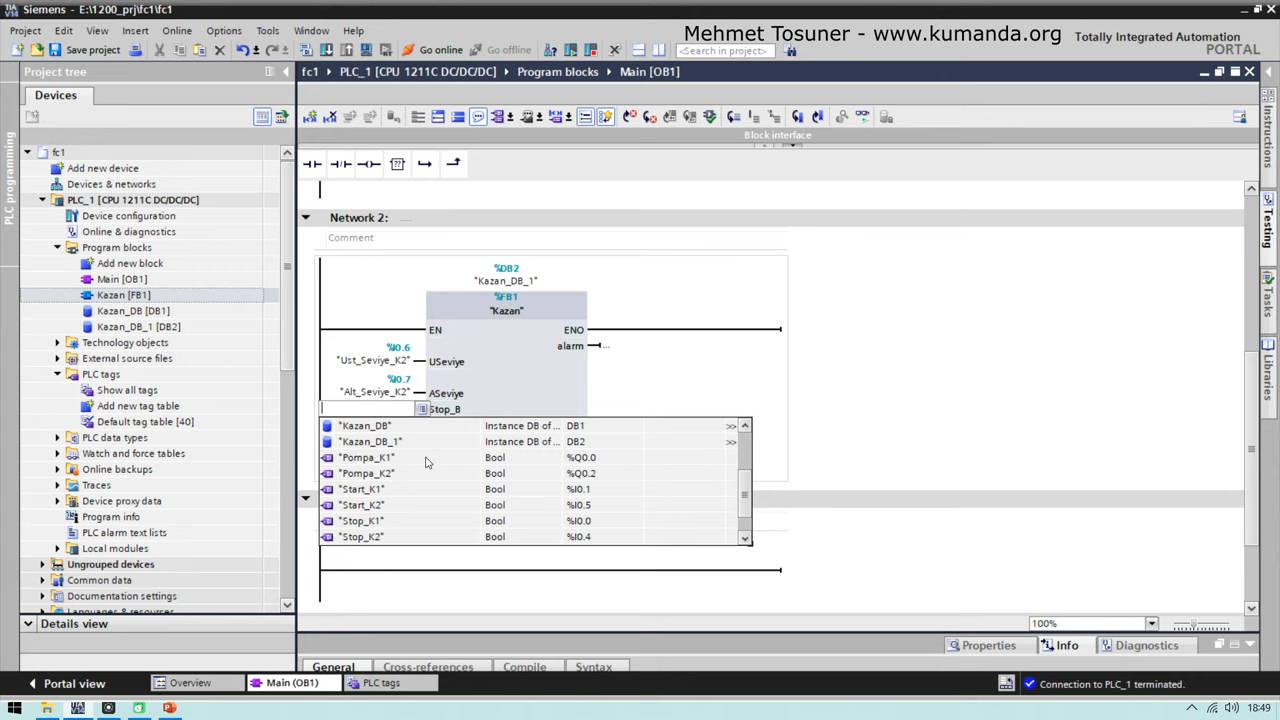 Siemens - E:\1200_prj\fc1\fc1
TIA
V14
Project Edit View Insert Online Options Tools Window Help
Mehmet Tosuner - www.kumanda.org
Totally Integrated Automation
PORTAL
Save project
Go online
Go offline
<Search in project>
Project tree
fc1 PLC_1 [CPU 1211C DC/DC/DC] Program blocks Main [OB1]
Devices
PLC programming
Block interface
fc1
Add new device
Devices & networks
PLC_1 [CPU 1211C DC/DC/DC]
Device configuration
Online & diagnostics
Program blocks
Add new block
Main [OB1]
Kazan [FB1]
Kazan_DB [DB1]
Kazan_DB_1 [DB2]
Technology objects
External source files
PLC tags
Show all tags
Add new tag table
Default tag table [40]
PLC data types
Watch and force tables
Online backups
Traces
Device proxy data
Program info
PLC alarm text lists
Local modules
Ungrouped devices
Common data
Documentation settings
Languages & resources
Details view
??
Network 2: ......
Comment
%DB2
"Kazan_DB_1"
%FB1
"Kazan"
EN ENO
alarm ...
%I0.6
"Ust_Seviye_K2" USeviye
%I0.7
"Alt_Seviye_K2" ASeviye
Stop_B
"Kazan_DB" Instance DB of ... DB1 >>
"Kazan_DB_1" Instance DB of ... DB2 >>
"Pompa_K1" Bool %Q0.0
"Pompa_K2" Bool %Q0.2
"Start_K1" Bool %I0.1
"Start_K2" Bool %I0.5
"Stop_K1" Bool %I0.0
"Stop_K2" Bool %I0.4
100%
Instructions
Testing
Tasks
Libraries
Properties Info Diagnostics
General Cross-references Compile Syntax
Portal view Overview Main (OB1) PLC tags
Connection to PLC_1 terminated.
18:49